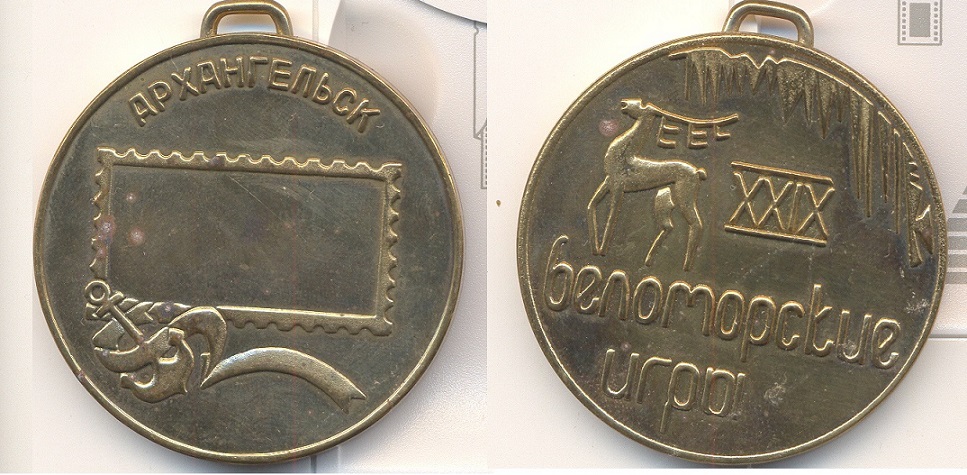 АРХАНГЕЛЬСК
XXIX
беломорские
игры